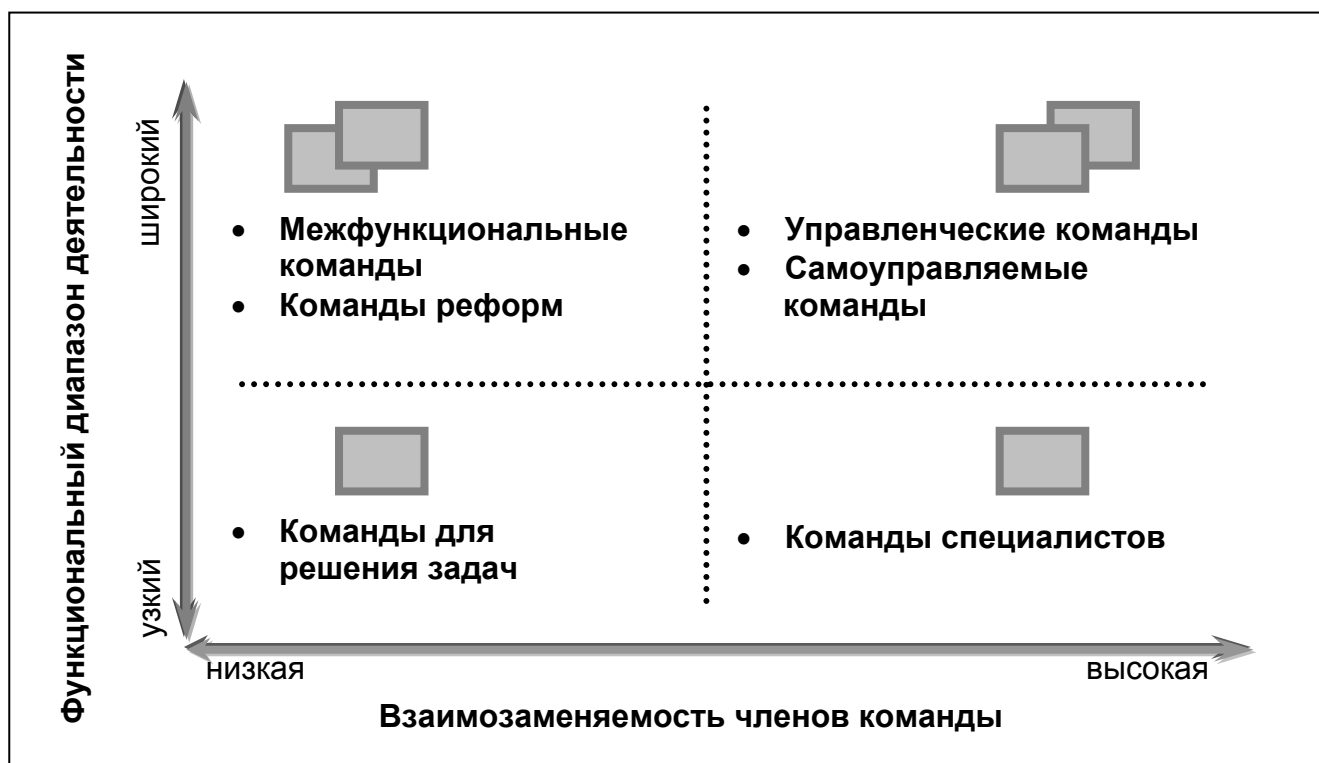 Функциональный диапазон деятельности
широкий
узкий
• Межфункциональные
команды
• Команды реформ
• Управленческие команды
• Самоуправляемые
команды
• Команды для
решения задач
• Команды специалистов
низкая
высокая
Взаимозаменяемость членов команды